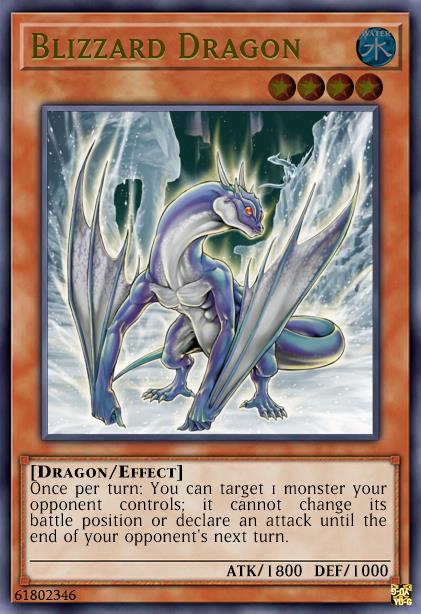 Blizzard Dragon
WATER
水
[Dragon/Effect]
Once per turn: You can target 1 monster your
opponent controls; it cannot change its
battle position or declare an attack until the
end of your opponent's next turn.
ATK/1800 DEF/1000
61802346